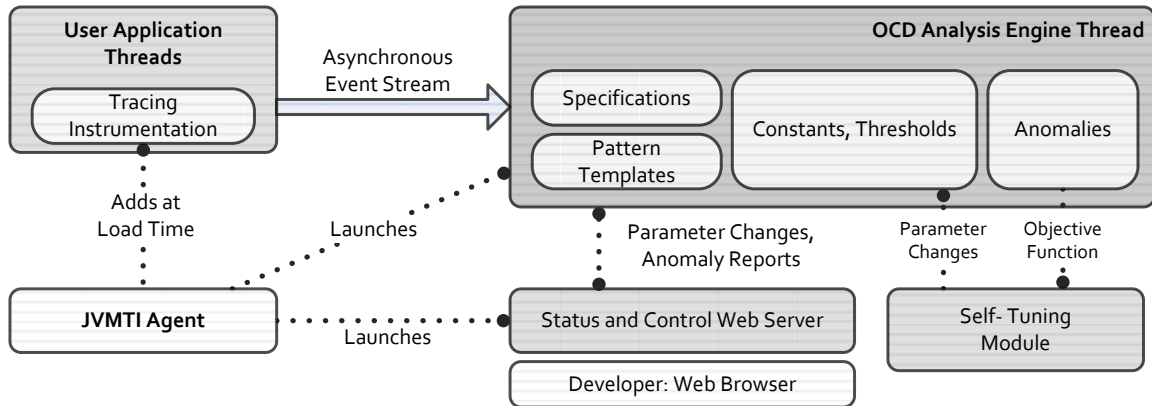 User Application
Threads
Tracing
Instrumentation
Asynchronous
Event Stream
OCD Analysis Engine Thread
Specifications
Pattern
Templates
Constants, Thresholds
Anomalies
Adds at
Load Time
Launches
Parameter Changes,
Anomaly Reports
Parameter
Changes
Objective
Function
JVMTI Agent
Launches
Status and Control Web Server
Self- Tuning
Module
Developer: Web Browser